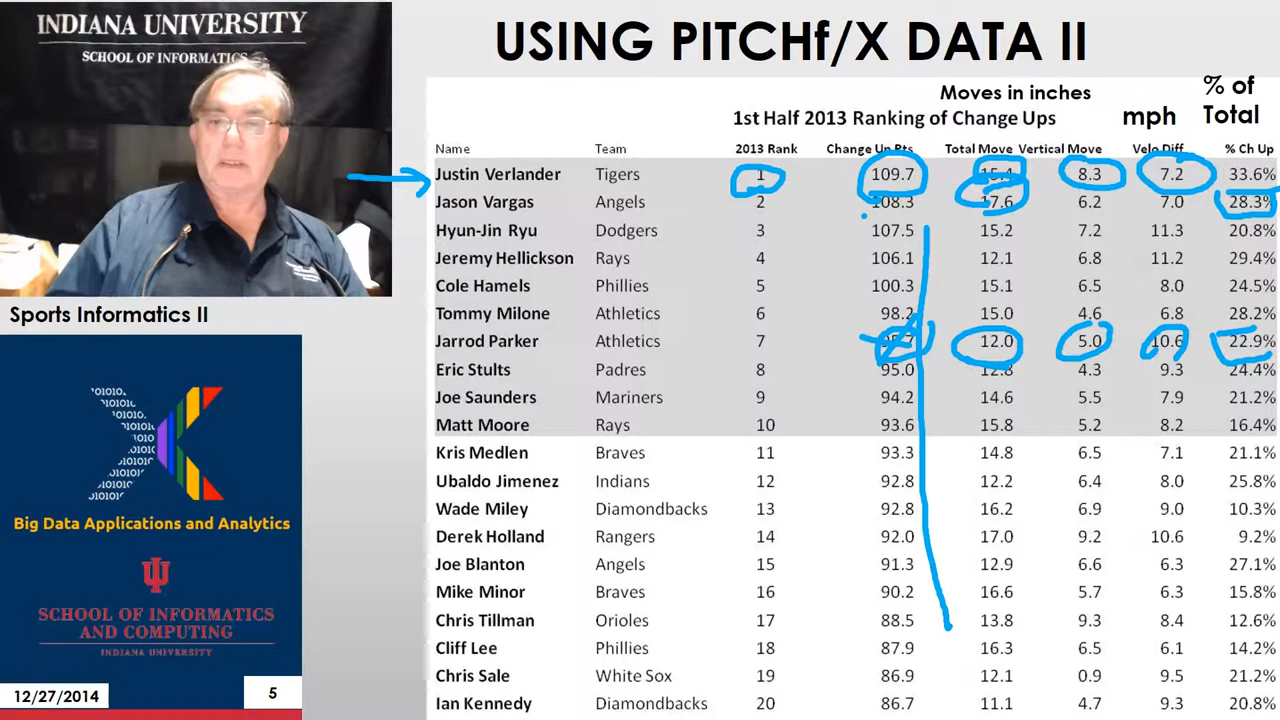 INDIANA UNIVERSITY
SCHOOL OF INFORMATICS
USING PITCHf/X DATA II
Moves in inches
% of
Total
1st Half 2013 Ranking of Change Ups
mph
Name Team 2013 Rank Change Up Pts Total Move Vertical Move Velo Diff % Ch Up
Justin Verlander Tigers 1 109.7 15.4 8.3 7.2 33.6%
Jason Vargas Angels 2 108.3 17.6 6.2 7.0 28.3%
Hyun-Jin Ryu Dodgers 3 107.5 15.2 7.2 11.3 20.8%
Jeremy Hellickson Rays 4 106.1 12.1 6.8 11.2 29.4%
Cole Hamels Phillies 5 100.3 15.1 6.5 8.0 24.5%
Tommy Milone Athletics 6 98.2 15.0 4.6 6.8 28.2%
Jarrod Parker Athletics 7 12.0 5.0 10.6 22.9%
Eric Stults Padres 8 95.0 12.8 4.3 9.3 24.4%
Joe Saunders Mariners 9 94.2 14.6 5.5 7.9 21.2%
Matt Moore Rays 10 93.6 15.8 5.2 8.2 16.4%
Kris Medlen Braves 11 93.3 14.8 6.5 7.1 21.1%
Ubaldo Jimenez Indians 12 92.8 12.2 6.4 8.0 25.8%
Wade Miley Diamondbacks 13 92.8 16.2 6.9 9.0 10.3%
Derek Holland Rangers 14 92.0 17.0 9.2 10.6 9.2%
Joe Blanton Angels 15 91.3 12.9 6.6 6.3 27.1%
Mike Minor Braves 16 90.2 16.6 5.7 6.3 15.8%
Chris Tillman Orioles 17 88.5 13.8 9.3 8.4 12.6%
Cliff Lee Phillies 18 87.9 16.3 6.5 6.1 14.2%
Chris Sale White Sox 19 86.9 12.1 0.9 9.5 21.2%
Ian Kennedy Diamondbacks 20 86.7 11.1 4.7 9.3 20.8%
Sports Informatics II
Big Data Applications and Analytics
SCHOOL OF INFORMATICS
AND COMPUTING
INDIANA UNIVERSITY
12/27/2014
5